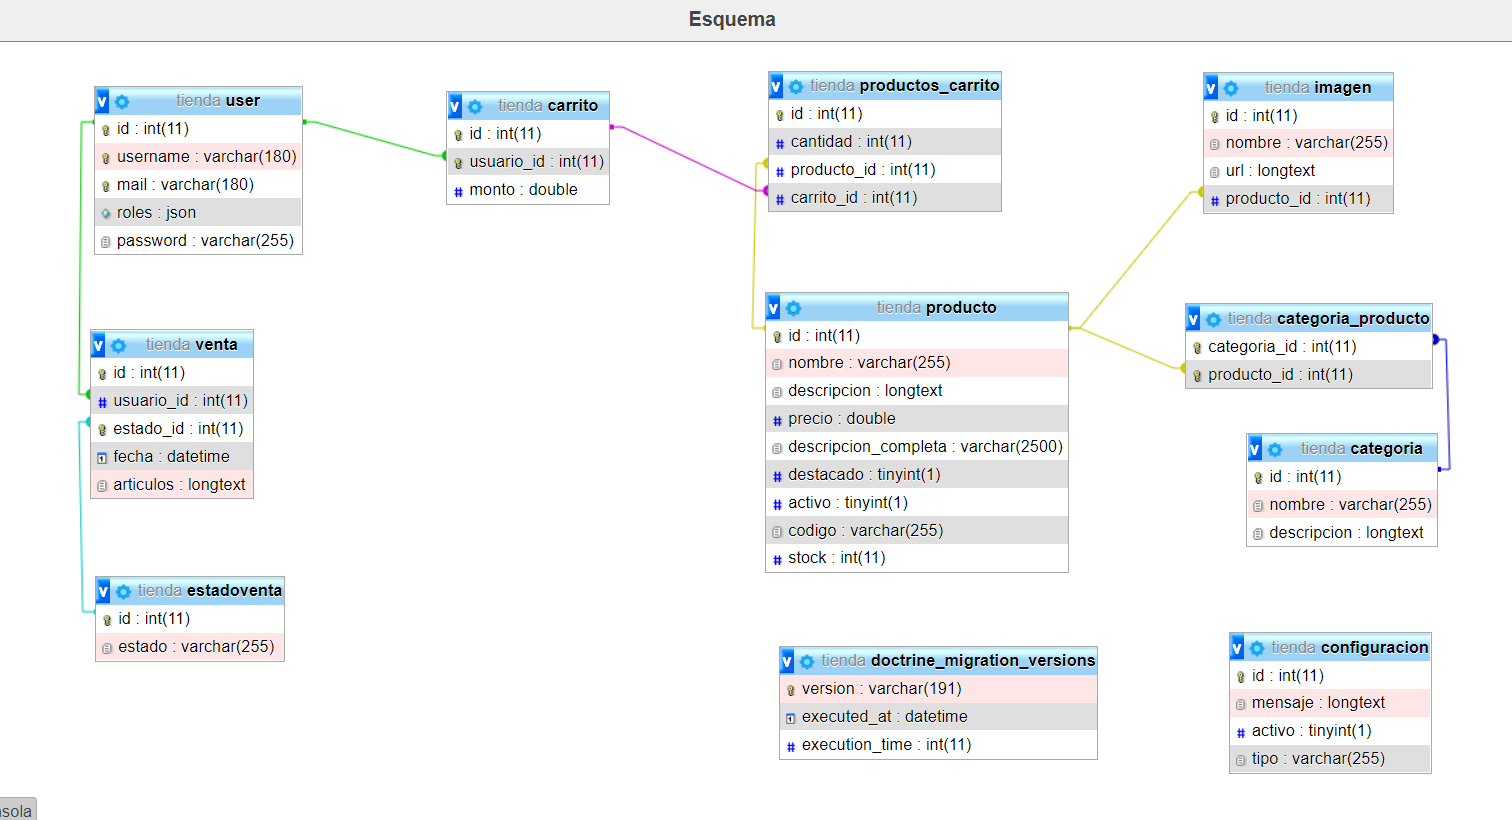 Esquema
tienda user
id : int(11)
username : varchar(180)
mail : varchar(180)
roles : json
password : varchar(255)
tienda carrito
id : int(11)
usuario_id : int(11)
monto : double
tienda productos_carrito
id : int(11)
cantidad : int(11)
producto_id : int(11)
carrito_id : int(11)
tienda imagen
id : int(11)
nombre : varchar(255)
url : longtext
producto_id : int(11)
tienda venta
id : int(11)
usuario_id : int(11)
estado_id : int(11)
fecha : datetime
articulos : longtext
tienda producto
id : int(11)
nombre : varchar(255)
descripcion : longtext
precio : double
descripcion_completa : varchar(2500)
destacado : tinyint(1)
activo : tinyint(1)
codigo : varchar(255)
stock : int(11)
tienda categoria_producto
categoria_id : int(11)
producto_id : int(11)
tienda categoria
id : int(11)
nombre : varchar(255)
descripcion : longtext
tienda estadoventa
id : int(11)
estado : varchar(255)
tienda doctrine_migration_versions
version : varchar(191)
executed_at : datetime
execution_time : int(11)
tienda configuracion
id : int(11)
mensaje : longtext
activo : tinyint(1)
tipo : varchar(255)
sola